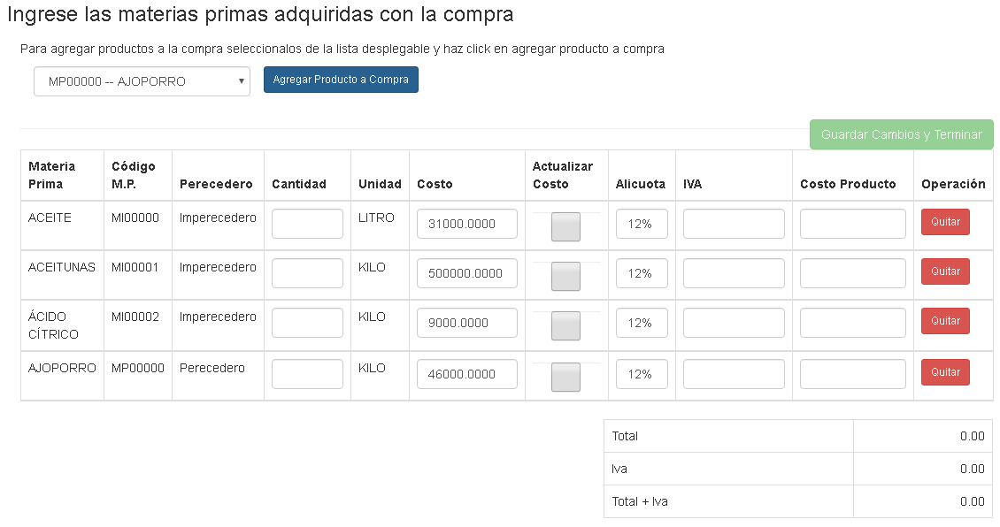 Ingrese las materias primas adquiridas con la compra
Para agregar productos a la compra seleccionalos de la lista desplegable y haz click en agregar producto a compra
MP00000 -- AJOPORRO
Agregar Producto a Compra
Guardar Cambios y Terminar
Materia Prima Código M.P. Perecedero Cantidad Unidad Costo Actualizar Costo Alicuota IVA Costo Producto Operación
ACEITE MI00000 Imperecedero LITRO 31000.0000 12% Quitar
ACEITUNAS MI00001 Imperecedero KILO 500000.0000 12% Quitar
ÁCIDO CÍTRICO MI00002 Imperecedero KILO 9000.0000 12% Quitar
AJOPORRO MP00000 Perecedero KILO 46000.0000 12% Quitar
Total 0.00
Iva 0.00
Total + Iva 0.00